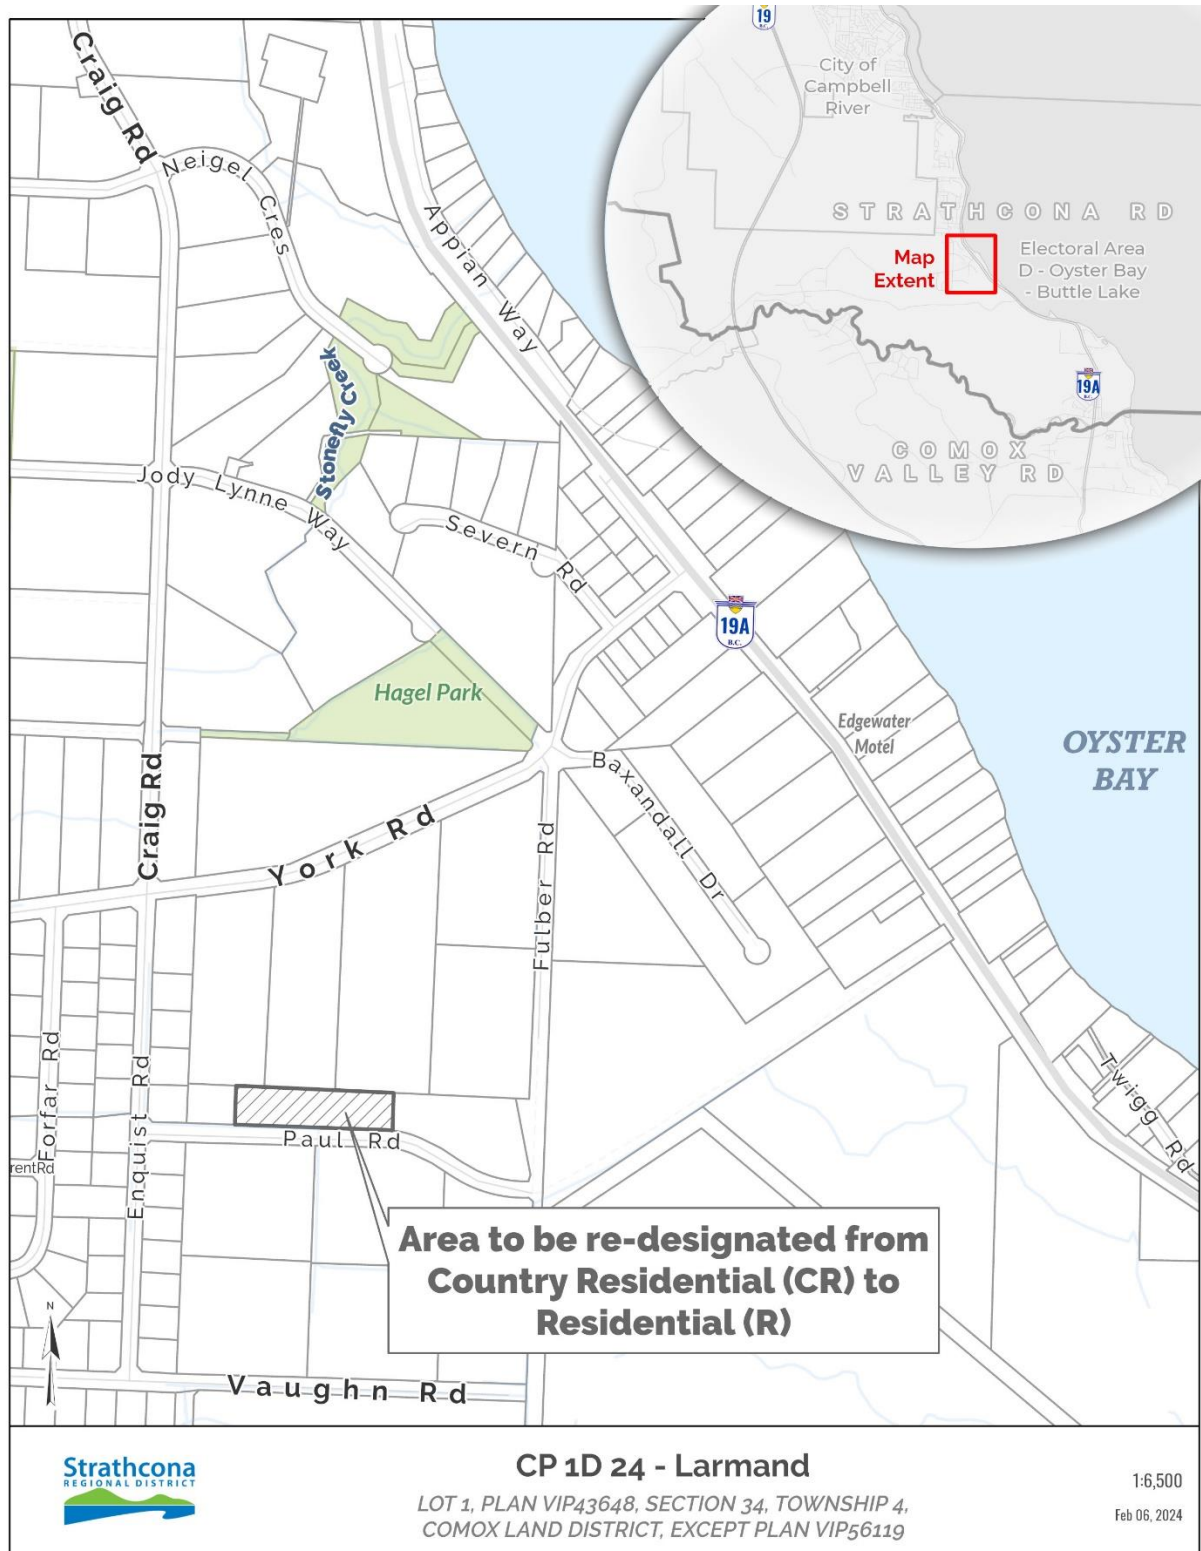 19
B.C.
City of
Campbell
River
STRATHCONA RD
Map
Extent
Electoral Area
D - Oyster Bay
- Buttle Lake
19A
B.C.
COMOX
VALLEY RD
Craig Rd
Neigel Cres
Appian Way
Stonefly Creek
Jody Lynne Way
Severn Rd
19A
B.C.
Hagel Park
Edgewater
Motel
OYSTER
BAY
Craig Rd
Baxandall Dr
York Rd
Fulber Rd
Forfar Rd
Enquist Rd
Twigg Rd
Paul Rd
rentRd
Area to be re-designated from
Country Residential (CR) to
Residential (R)
N
Vaughn Rd
Strathcona
REGIONAL DISTRICT
CP 1D 24 - Larmand
LOT 1, PLAN VIP43648, SECTION 34, TOWNSHIP 4,
COMOX LAND DISTRICT, EXCEPT PLAN VIP56119
1:6,500
Feb 06, 2024